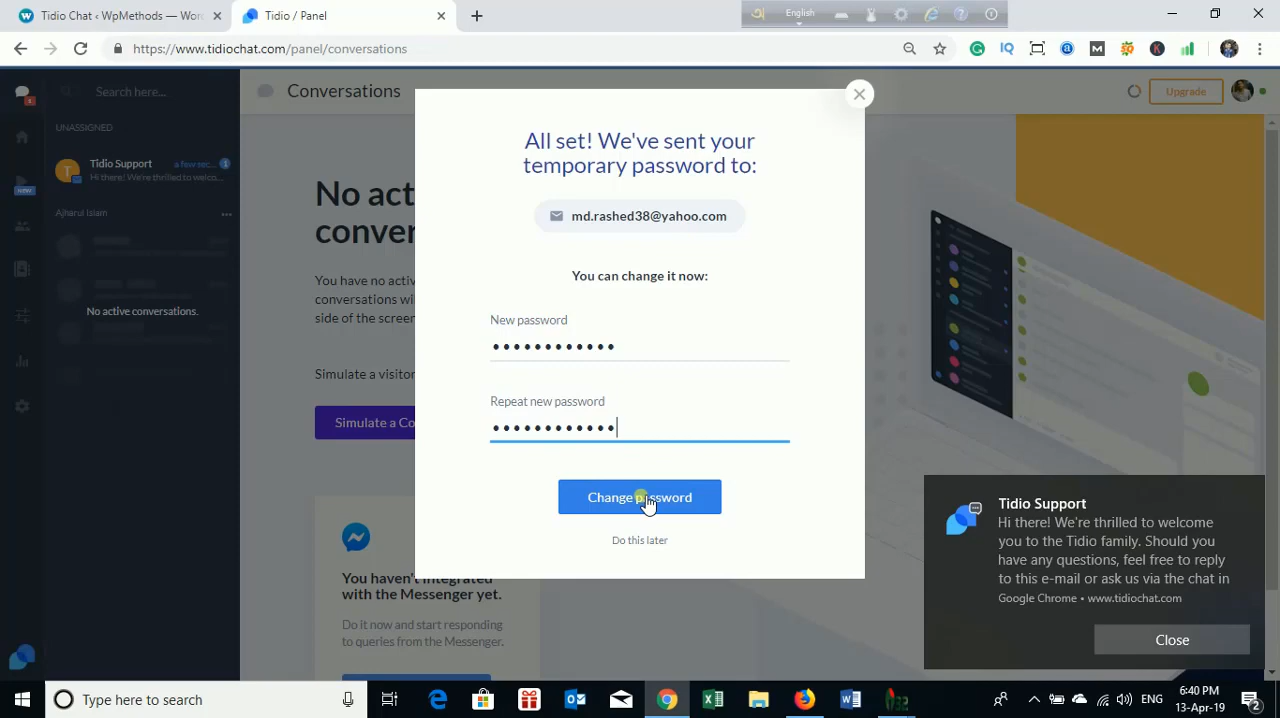 Tidio Chat - WpMethods - Wor
Tidio / Panel
English
https://www.tidiochat.com/panel/conversations
Search here...
Conversations
Upgrade
UNASSIGNED
Tidio Support
a few sec...
1
Hi there! We're thrilled to welco...
NEW
Ajharul Islam
No active conversations.
No act
conver
You have no activ
conversations wi
side of the screen
Simulate a visitor
Simulate a Co
You haven't integrated
with the Messenger yet.
Do it now and start responding
to queries from the Messenger.
All set! We've sent your
temporary password to:
md.rashed38@yahoo.com
You can change it now:
New password
••••••••••••
Repeat new password
••••••••••••
Change password
Do this later
Tidio Support
Hi there! We're thrilled to welcome
you to the Tidio family. Should you
have any questions, feel free to reply
to this e-mail or ask us via the chat in
Google Chrome • www.tidiochat.com
Close
Type here to search
ENG
6:40 PM
13-Apr-19
2